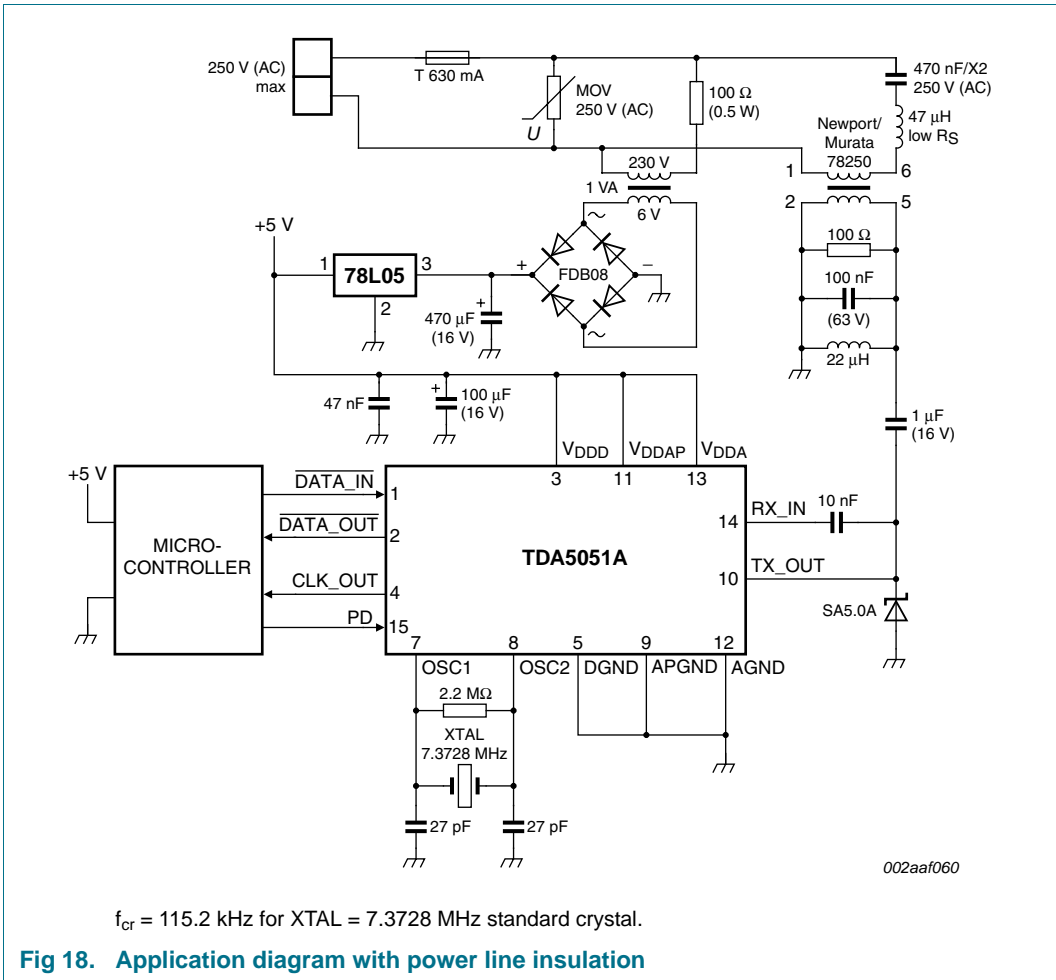 250 V (AC)
max
T 630 mA
MOV
250 V (AC)
U
100 Ω
(0.5 W)
470 nF/X2
250 V (AC)
47 μH
low RS
Newport/
Murata
78250
1
6
2
5
230 V
1 VA
6 V
+5 V
1
78L05
3
2
+
470 μF
(16 V)
+
FDB08
−
∼
∼
100 Ω
100 nF
(63 V)
22 μH
47 nF
+
100 μF
(16 V)
1 μF
(16 V)
VDDD
VDDAP
VDDA
3
11
13
+5 V
MICRO-
CONTROLLER
DATA_IN
1
DATA_OUT
2
CLK_OUT
4
PD
15
TDA5051A
14
RX_IN
10 nF
10
TX_OUT
SA5.0A
7
8
5
9
12
OSC1
OSC2
DGND
APGND
AGND
2.2 MΩ
XTAL
7.3728 MHz
27 pF
27 pF
002aaf060
fcr = 115.2 kHz for XTAL = 7.3728 MHz standard crystal.
Fig 18. Application diagram with power line insulation